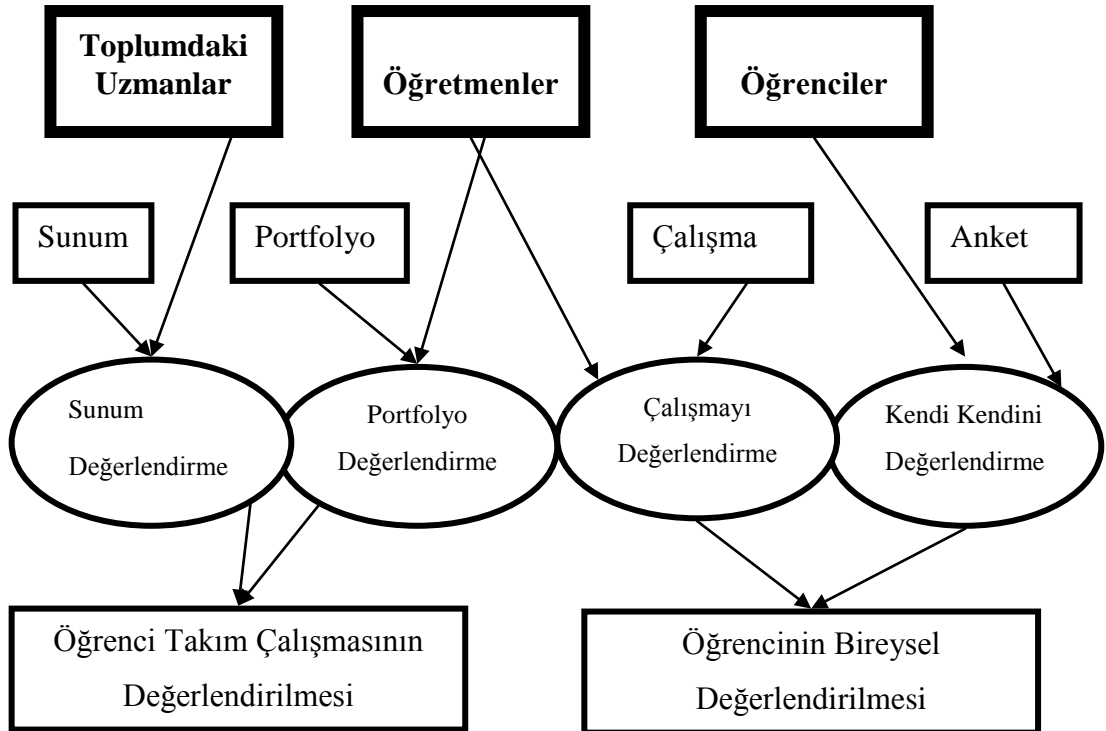 Toplumdaki
Uzmanlar
Öğretmenler
Öğrenciler
Sunum
Portfolyo
Çalışma
Anket
Sunum
Değerlendirme
Portfolyo
Değerlendirme
Çalışmayı
Değerlendirme
Kendi Kendini
Değerlendirme
Öğrenci Takım Çalışmasının
Değerlendirilmesi
Öğrencinin Bireysel
Değerlendirilmesi